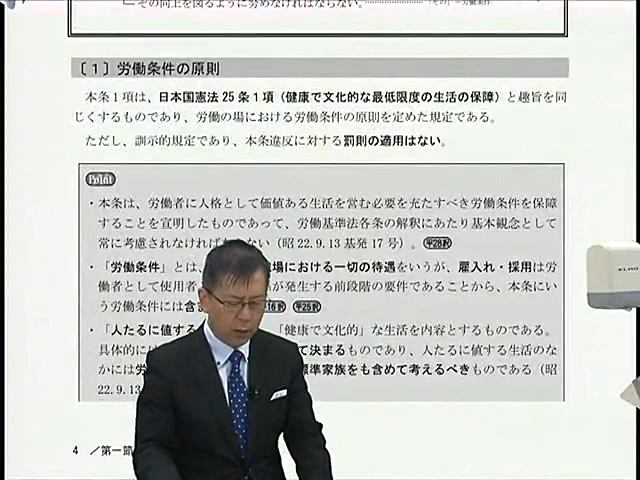 その向上を図るように努めなければならない。
〔1〕労働条件の原則
本条1項は、日本国憲法25条1項（健康で文化的な最低限度の生活の保障）と趣旨を同
じくするものであり、労働の場における労働条件の原則を定めた規定である。
ただし、訓示的規定であり、本条違反に対する罰則の適用はない。
Point
・本条は、労働者に人格として価値ある生活を営む必要を充たすべき労働条件を保障
することを宣明したものであって、労働基準法各条の解釈にあたり基本観念として
常に考慮されなければ ない（昭22.9.13基発17号）。平28択
・「労働条件」とは、 場における一切の待遇をいうが、雇入れ・採用は労
働者として使用者 が発生する前段階の要件であることから、本条にい
う労働条件には含 16択 平25択
・「人たるに値する 「健康で文化的」な生活を内容とするものである。
具体的には て決まるものであり、人たるに値する生活のな
かには労 標準家族をも含めて考えるべきものである（昭
22.9.13
4 ／第一節